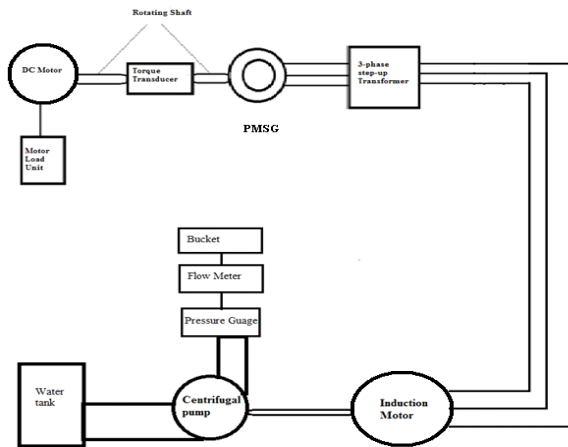 Rotating Shaft
DC Motor
Torque
Transducer
3-phase
step-up
Transformer
PMSG
Motor
Load
Unit
Bucket
Flow Meter
Pressure Guage
Water
tank
Centrifugal
pump
Induction
Motor